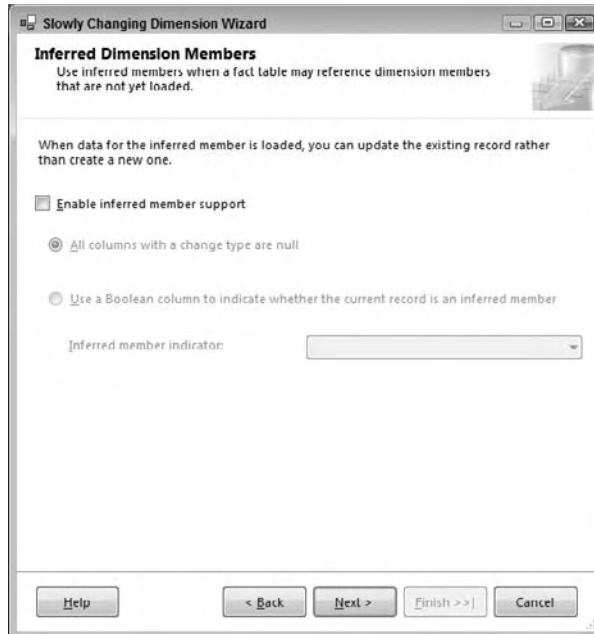 Slowly Changing Dimension Wizard
Inferred Dimension Members
Use inferred members when a fact table may reference dimension members
that are not yet loaded.
When data for the inferred member is loaded, you can update the existing record rather
than create a new one.
Enable inferred member support
All columns with a change type are null
Use a Boolean column to indicate whether the current record is an inferred member
Inferred member indicator:
Help
< Back
Next >
Finish >>|
Cancel